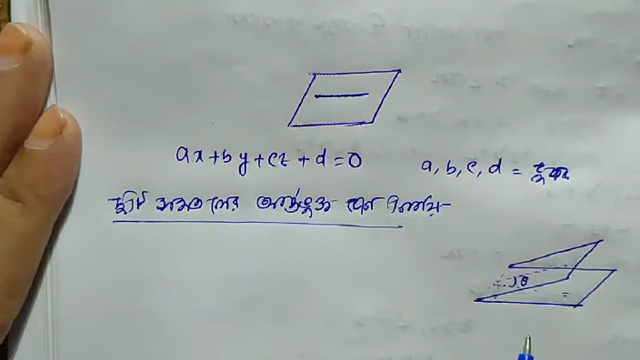 ax+by+cz+d=0 a, b, c, d = ধ্রুবক
দুটি সমতলের অন্তর্ভুক্ত কোণ নির্ণয়-
θ